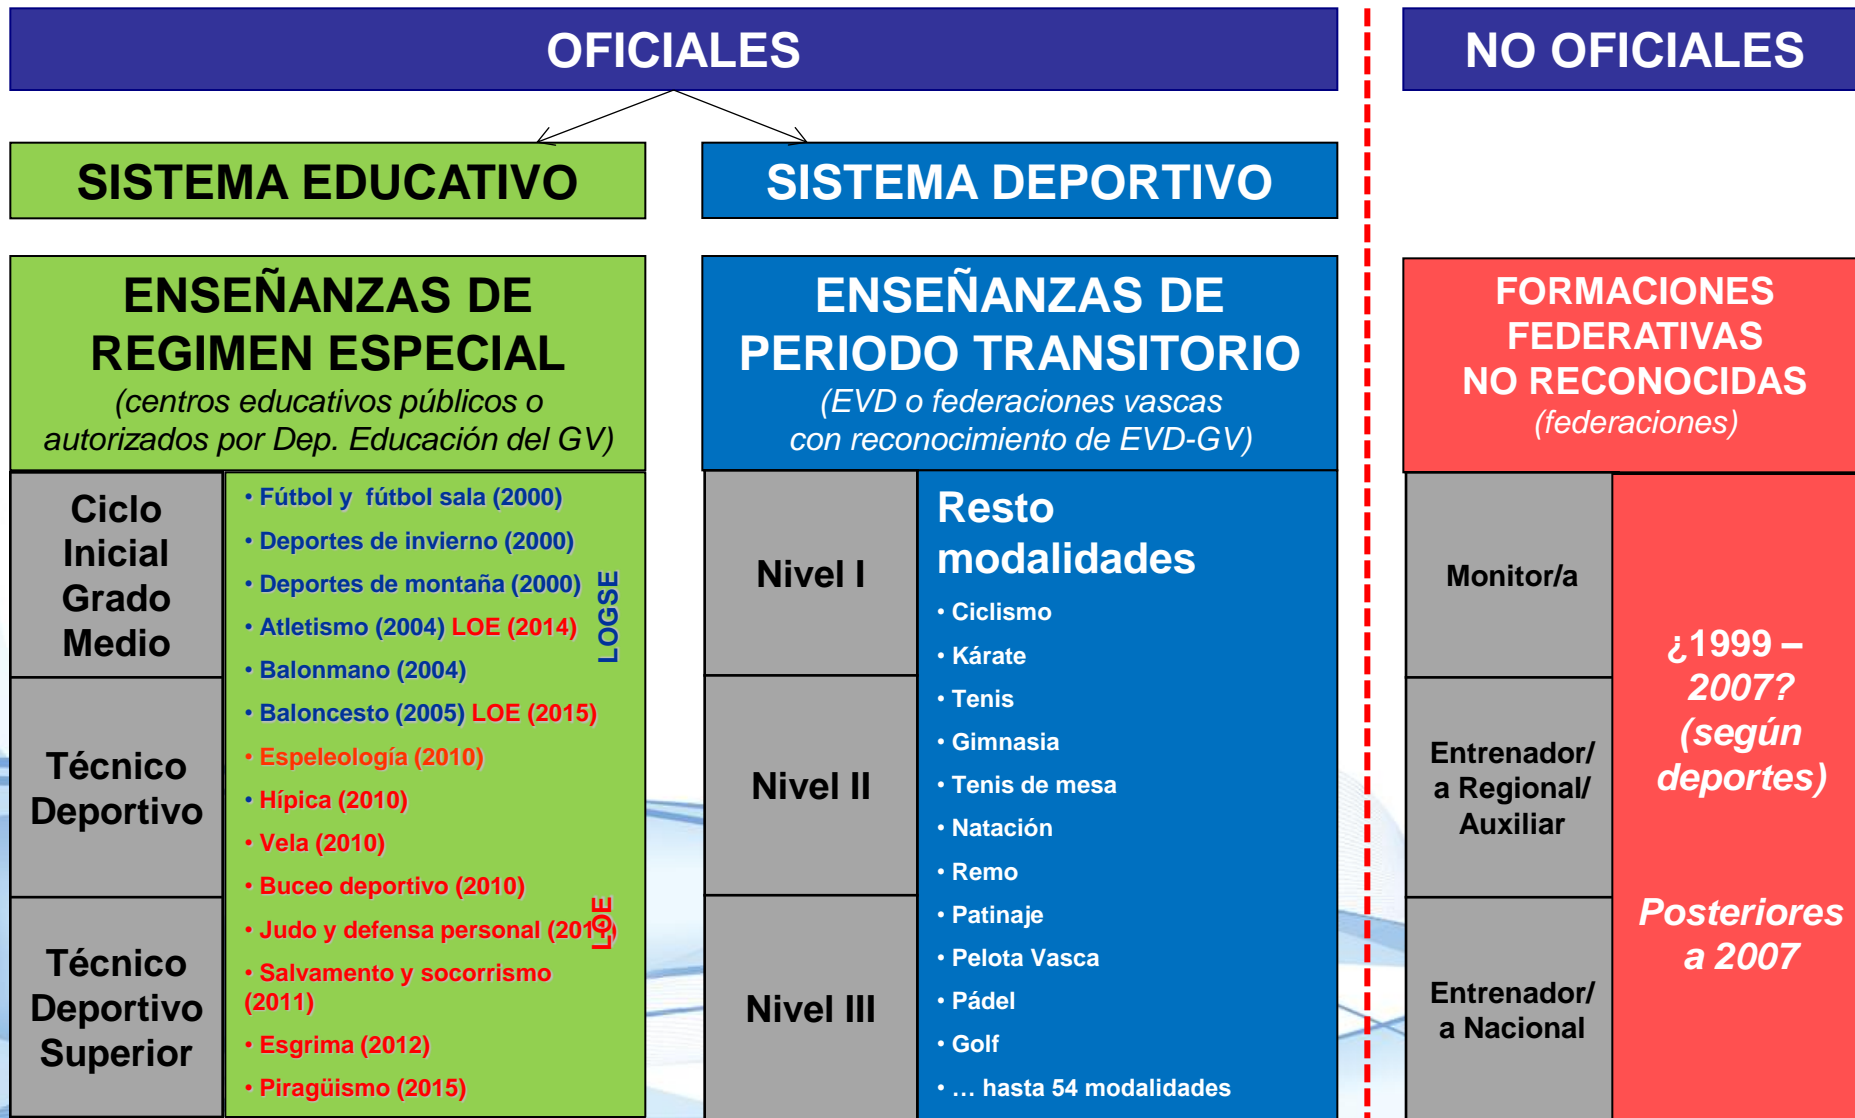 OFICIALES
NO OFICIALES
SISTEMA EDUCATIVO
SISTEMA DEPORTIVO
ENSEÑANZAS DE
REGIMEN ESPECIAL
(centros educativos públicos o
autorizados por Dep. Educación del GV)
ENSEÑANZAS DE
PERIODO TRANSITORIO
(EVD o federaciones vascas
con reconocimiento de EVD-GV)
FORMACIONES
FEDERATIVAS
NO RECONOCIDAS
(federaciones)
Ciclo
Inicial
Grado
Medio
Técnico
Deportivo
Técnico
Deportivo
Superior
• Fútbol y fútbol sala (2000)
• Deportes de invierno (2000)
• Deportes de montaña (2000)
• Atletismo (2004) LOE (2014)
• Balonmano (2004)
• Baloncesto (2005) LOE (2015)
• Espeleología (2010)
• Hípica (2010)
• Vela (2010)
• Buceo deportivo (2010)
• Judo y defensa personal
• Salvamento y socorrismo
(2011)
• Esgrima (2012)
• Piragüismo (2015)
LOGSE
LOE
Nivel I
Nivel II
Nivel III
Resto
modalidades
• Ciclismo
• Kárate
• Tenis
• Gimnasia
• Tenis de mesa
• Natación
• Remo
• Patinaje
• Pelota Vasca
• Pádel
• Golf
• … hasta 54 modalidades
Monitor/a
Entrenador/
a Regional/
Auxiliar
Entrenador/
a Nacional
¿1999 –
2007?
(según
deportes)
Posteriores
a 2007